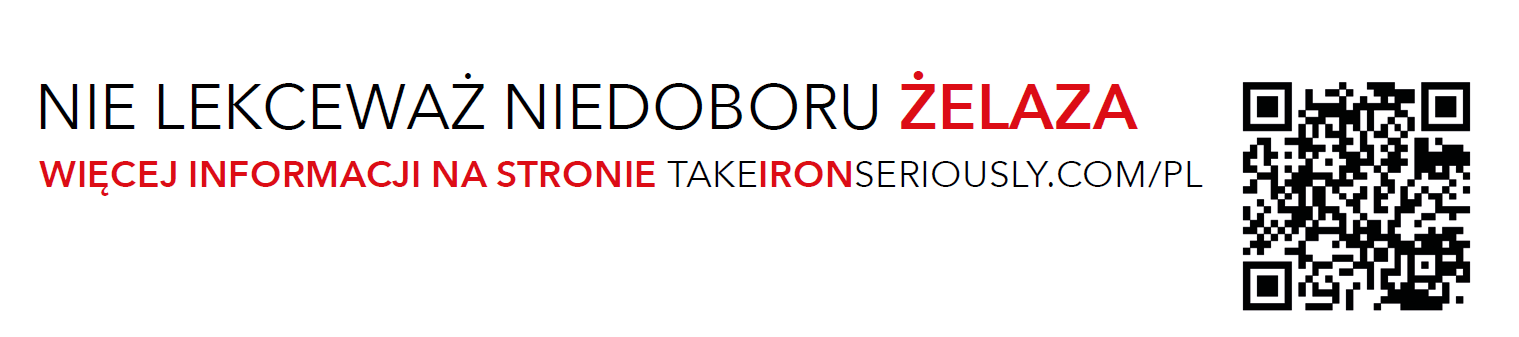 NIE LEKCEWAŻ NIEDOBORU ŻELAZA
WIĘCEJ INFORMACJI NA STRONIE TAKEIRONSERIOUSLY.COM/PL